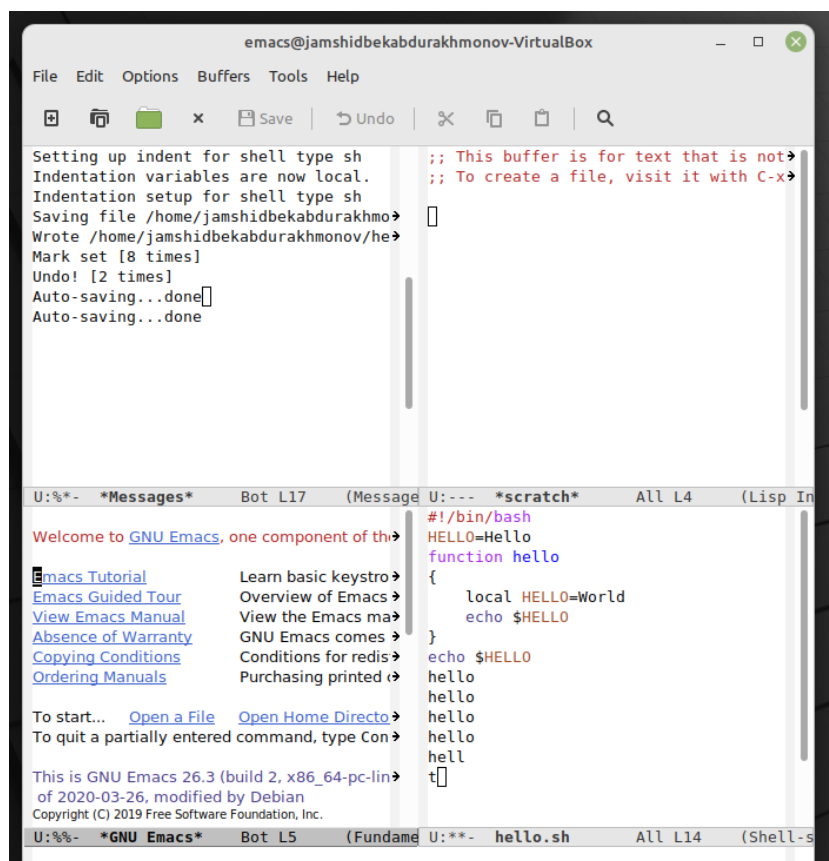 emacs@jamshidbekabdurakhmonov-VirtualBox
File Edit Options Buffers Tools Help
Save Undo
Setting up indent for shell type sh
Indentation variables are now local.
Indentation setup for shell type sh
Saving file /home/jamshidbekabdurakhmo
Wrote /home/jamshidbekabdurakhmonov/he
Mark set [8 times]
Undo! [2 times]
Auto-saving...done
Auto-saving...done
U:%*- *Messages* Bot L17 (Message
;; This buffer is for text that is not
;; To create a file, visit it with C-x
U:--- *scratch* All L4 (Lisp In
Welcome to GNU Emacs, one component of the
Emacs Tutorial Learn basic keystro
Emacs Guided Tour Overview of Emacs
View Emacs Manual View the Emacs ma
Absence of Warranty GNU Emacs comes
Copying Conditions Conditions for redis
Ordering Manuals Purchasing printed
To start... Open a File Open Home Directo
To quit a partially entered command, type Con
This is GNU Emacs 26.3 (build 2, x86_64-pc-lin
of 2020-03-26, modified by Debian
Copyright (C) 2019 Free Software Foundation, Inc.
U:%%- *GNU Emacs* Bot L5 (Fundame
#!/bin/bash
HELLO=Hello
function hello
{
local HELLO=World
echo $HELLO
}
echo $HELLO
hello
hello
hello
hello
hell
t
U:**- hello.sh All L14 (Shell-s